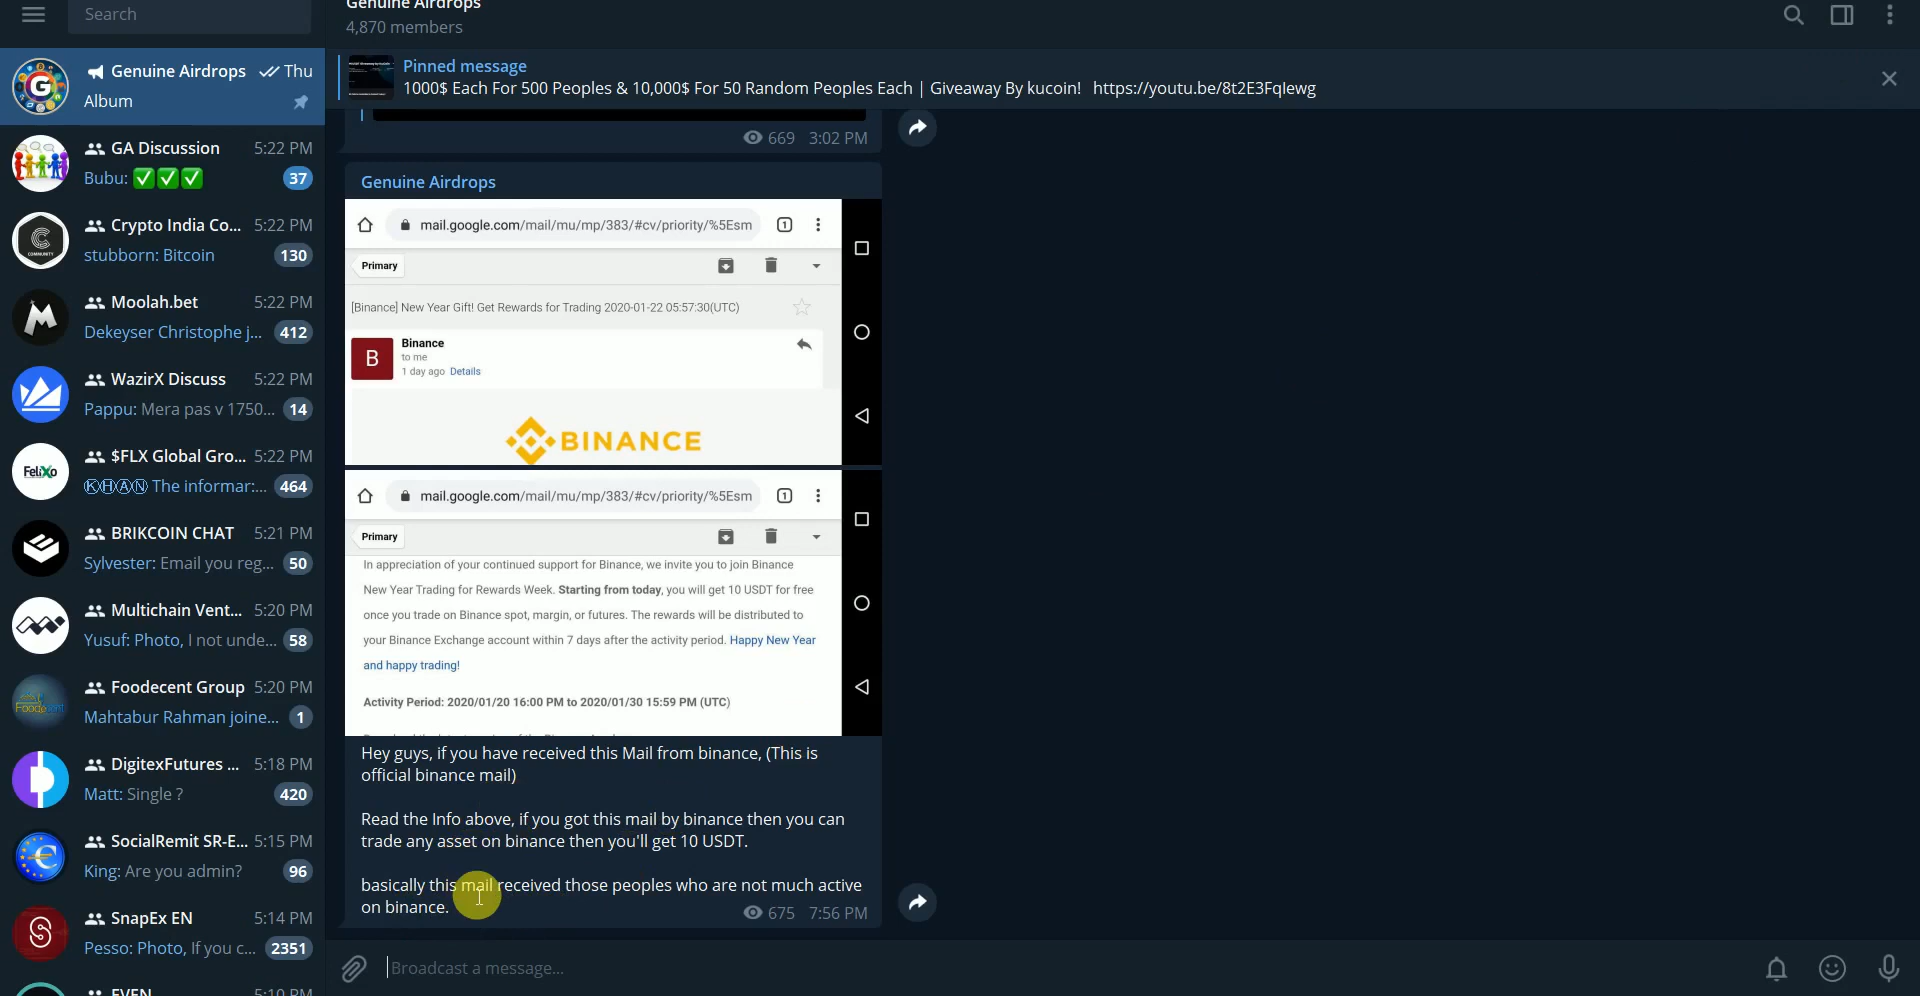 Search
Genuine Airdrops Thu
Album
GA Discussion 5:22 PM
Bubu: ✅✅✅ 37
Crypto India Co... 5:22 PM
stubborn: Bitcoin 130
COMMUNITY
Moolah.bet 5:22 PM
Dekeyser Christophe j... 412
WazirX Discuss 5:22 PM
Pappu: Mera pas v 1750... 14
$FLX Global Gro... 5:22 PM
ⓀⒽⒶⓃ The informar:... 464
FeliXo
BRIKCOIN CHAT 5:21 PM
Sylvester: Email you reg... 50
Multichain Vent... 5:20 PM
Yusuf: Photo, I not unde... 58
Foodecent Group 5:20 PM
Mahtabur Rahman joine... 1
Foodecent
DigitexFutures ... 5:18 PM
Matt: Single ? 420
SocialRemit SR-E... 5:15 PM
King: Are you admin? 96
SnapEx EN 5:14 PM
Pesso: Photo, If you c... 2351
EVEN 5:10 PM
Genuine Airdrops
4,870 members
Pinned message
1000$ Each For 500 Peoples & 10,000$ For 50 Random Peoples Each | Giveaway By kucoin! https://youtu.be/8t2E3FqIewg
669 3:02 PM
Genuine Airdrops
mail.google.com/mail/mu/mp/383/#cv/priority/%5Esm 1
Primary
[Binance] New Year Gift! Get Rewards for Trading 2020-01-22 05:57:30(UTC)
B
Binance
to me
1 day ago Details
BINANCE
mail.google.com/mail/mu/mp/383/#cv/priority/%5Esm 1
Primary
In appreciation of your continued support for Binance, we invite you to join Binance
New Year Trading for Rewards Week. Starting from today, you will get 10 USDT for free
once you trade on Binance spot, margin, or futures. The rewards will be distributed to
your Binance Exchange account within 7 days after the activity period. Happy New Year
and happy trading!
Activity Period: 2020/01/20 16:00 PM to 2020/01/30 15:59 PM (UTC)
Hey guys, if you have received this Mail from binance, (This is
official binance mail)
Read the Info above, if you got this mail by binance then you can
trade any asset on binance then you'll get 10 USDT.
basically this mail received those peoples who are not much active
on binance.
675 7:56 PM
Broadcast a message...